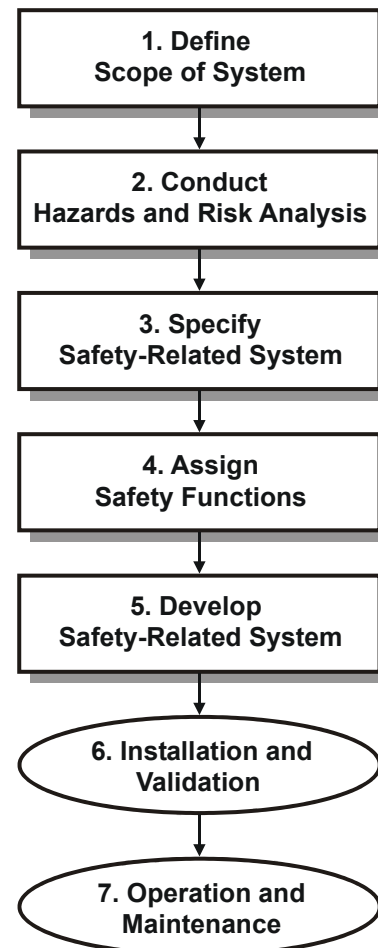 1. Define
Scope of System
2. Conduct
Hazards and Risk Analysis
3. Specify
Safety-Related System
4. Assign
Safety Functions
5. Develop
Safety-Related System
6. Installation and
Validation
7. Operation and
Maintenance